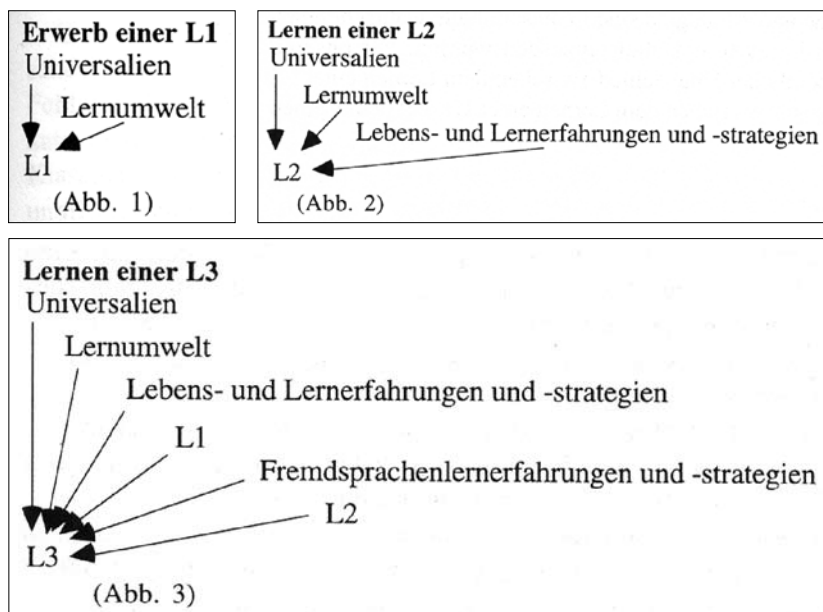 Erwerb einer L1
Universalien
Lernumwelt
L1
(Abb. 1)
Lernen einer L2
Universalien
Lernumwelt
Lebens- und Lernerfahrungen und -strategien
L2
(Abb. 2)
Lernen einer L3
Universalien
Lernumwelt
Lebens- und Lernerfahrungen und -strategien
L1
Fremdsprachenlernerfahrungen und -strategien
L2
L3
(Abb. 3)